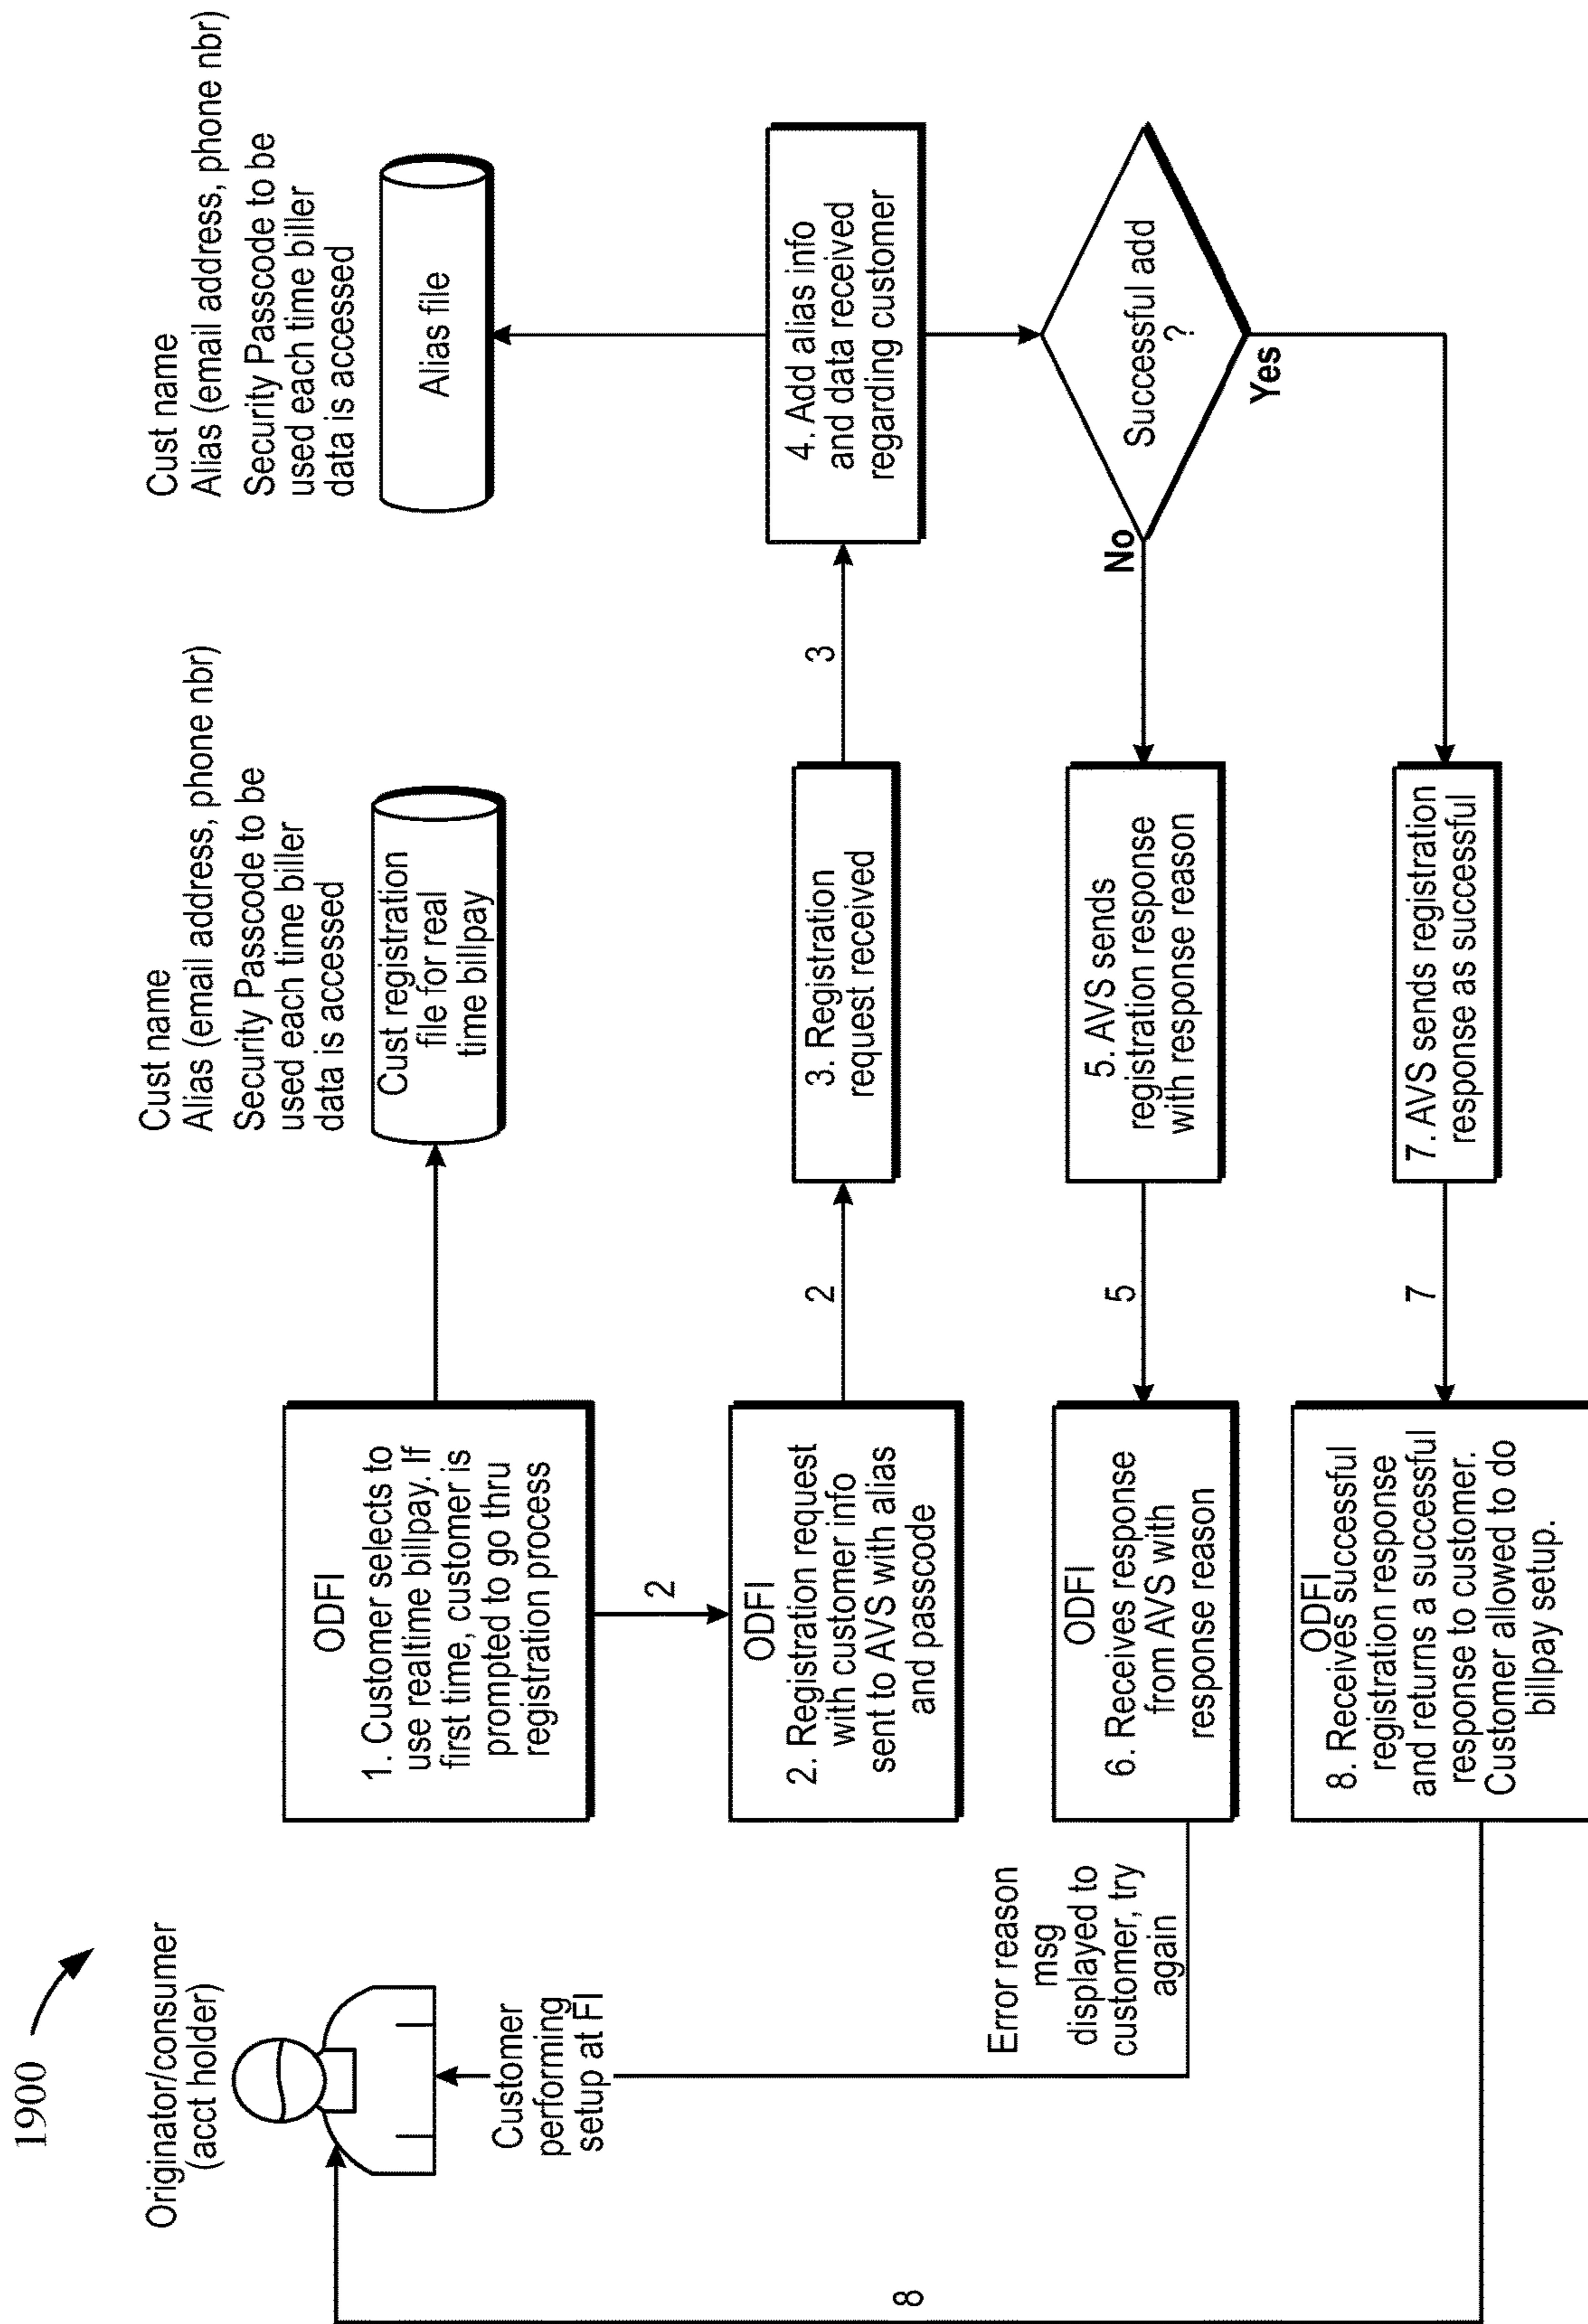 1900
Originator/consumer
(acct holder)
Customer
performing
setup at FI
ODFI
1. Customer selects to
use realtime billpay. If
first time, customer is
prompted to go thru
registration process
Cust name
Alias (email address, phone nbr)
Security Passcode to be
used each time biller
data is accessed
Cust registration
file for real
time billpay
Cust name
Alias (email address, phone nbr)
Security Passcode to be
used each time biller
data is accessed
Alias file
2
ODFI
2. Registration request
with customer info
sent to AVS with alias
and passcode
2
3. Registration
request received
3
4. Add alias info
and data received
regarding customer
Error reason
msg
displayed to
customer, try
again
ODFI
6. Receives response
from AVS with
response reason
5
5. AVS sends
registration response
with response reason
No
Successful add
?
Yes
8
ODFI
8. Receives successful
registration response
and returns a successful
response to customer.
Customer allowed to do
billpay setup.
7
7. AVS sends registration
response as successful